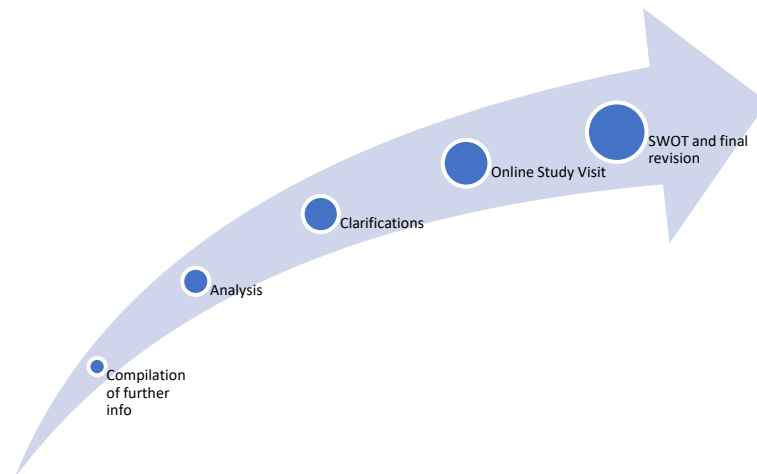 SWOT and final
revision
Online Study Visit
Clarifications
Analysis
Compilation
of further
info